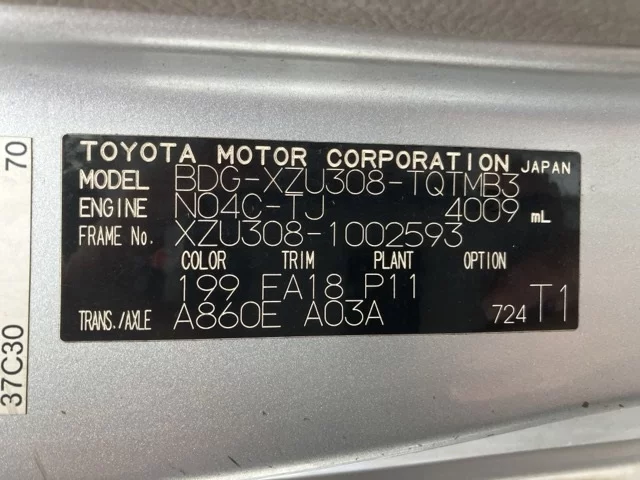 TOYOTA MOTOR CORPORATION JAPAN
MODEL BDG-XZU308-TQTMB3
ENGINE N04C-TJ 4009 mL
FRAME No. XZU308-1002593
COLOR TRIM PLANT OPTION
199 FA18 P11
TRANS./AXLE A860E A03A 724 T1
37C30 70